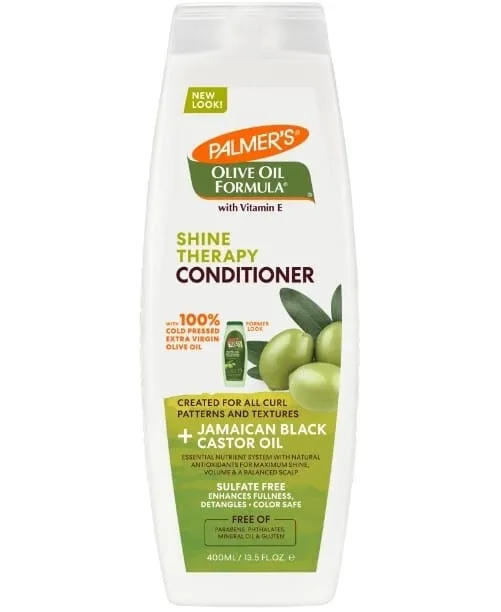 NEW
LOOK!
PALMER'S®
OLIVE OIL
FORMULA®
with Vitamin E
SHINE
THERAPY
CONDITIONER
WITH 100%
COLD PRESSED
EXTRA VIRGIN
OLIVE OIL
FORMER
LOOK
CREATED FOR ALL CURL
PATTERNS AND TEXTURES
+ JAMAICAN BLACK
CASTOR OIL
ESSENTIAL NUTRIENT SYSTEM WITH NATURAL
ANTIOXIDANTS FOR MAXIMUM SHINE,
VOLUME & A BALANCED SCALP
SULFATE FREE
ENHANCES FULLNESS,
DETANGLES • COLOR SAFE
FREE OF
PARABENS, PHTHALATES,
MINERAL OIL & GLUTEN
400ML / 13.5 FL.OZ. ℮